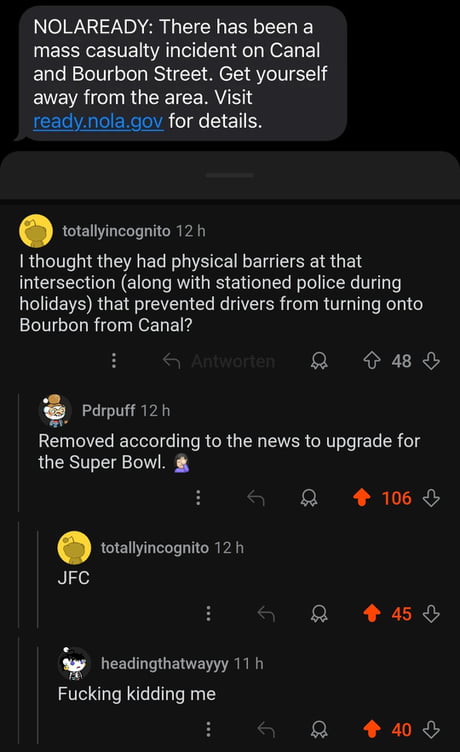 NOLAREADY: There has been a
mass casualty incident on Canal
and Bourbon Street. Get yourself
away from the area. Visit
ready.nola.gov for details.
totallyincognito 12 h
I thought they had physical barriers at that
intersection (along with stationed police during
holidays) that prevented drivers from turning onto
Bourbon from Canal?
Antworten 48
Pdrpuff 12 h
Removed according to the news to upgrade for
the Super Bowl. 🤦🏻‍♀️
106
totallyincognito 12 h
JFC
45
headingthatwayyy 11 h
Fucking kidding me
40